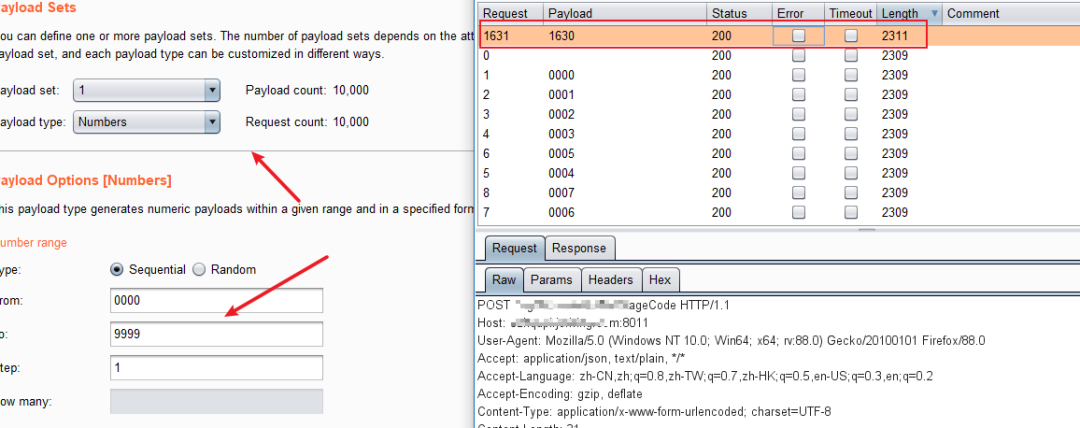 ayload Sets
ou can define one or more payload sets. The number of payload sets depends on the att
ayload set, and each payload type can be customized in different ways.
ayload set: 1 Payload count: 10,000
ayload type: Numbers Request count: 10,000
ayload Options [Numbers]
his payload type generates numeric payloads within a given range and in a specified form
umber range
ype: Sequential Random
rom: 0000
o: 9999
tep: 1
ow many:
Request Payload Status Error Timeout Length Comment
1631 1630 200 2311
0 200 2309
1 0000 200 2309
2 0001 200 2309
3 0002 200 2309
4 0003 200 2309
6 0005 200 2309
5 0004 200 2309
8 0007 200 2309
7 0006 200 2309
Request Response
Raw Params Headers Hex
POST ageCode HTTP/1.1
Host: m:8011
User-Agent: Mozilla/5.0 (Windows NT 10.0; Win64; x64; rv:88.0) Gecko/20100101 Firefox/88.0
Accept: application/json, text/plain, */*
Accept-Language: zh-CN,zh;q=0.8,zh-TW;q=0.7,zh-HK;q=0.5,en-US;q=0.3,en;q=0.2
Accept-Encoding: gzip, deflate
Content-Type: application/x-www-form-urlencoded; charset=UTF-8
Content-Length: 21